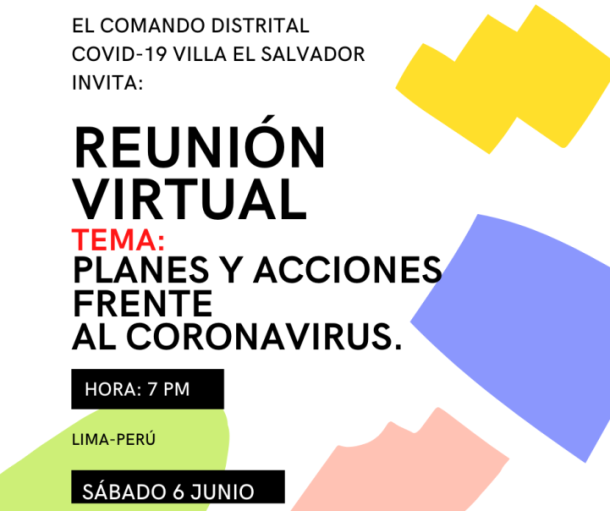 EL COMANDO DISTRITAL
COVID-19 VILLA EL SALVADOR
INVITA:
REUNIÓN
VIRTUAL
TEMA:
PLANES Y ACCIONES
FRENTE
AL CORONAVIRUS.
HORA: 7 PM
LIMA-PERÚ
SÁBADO 6 JUNIO